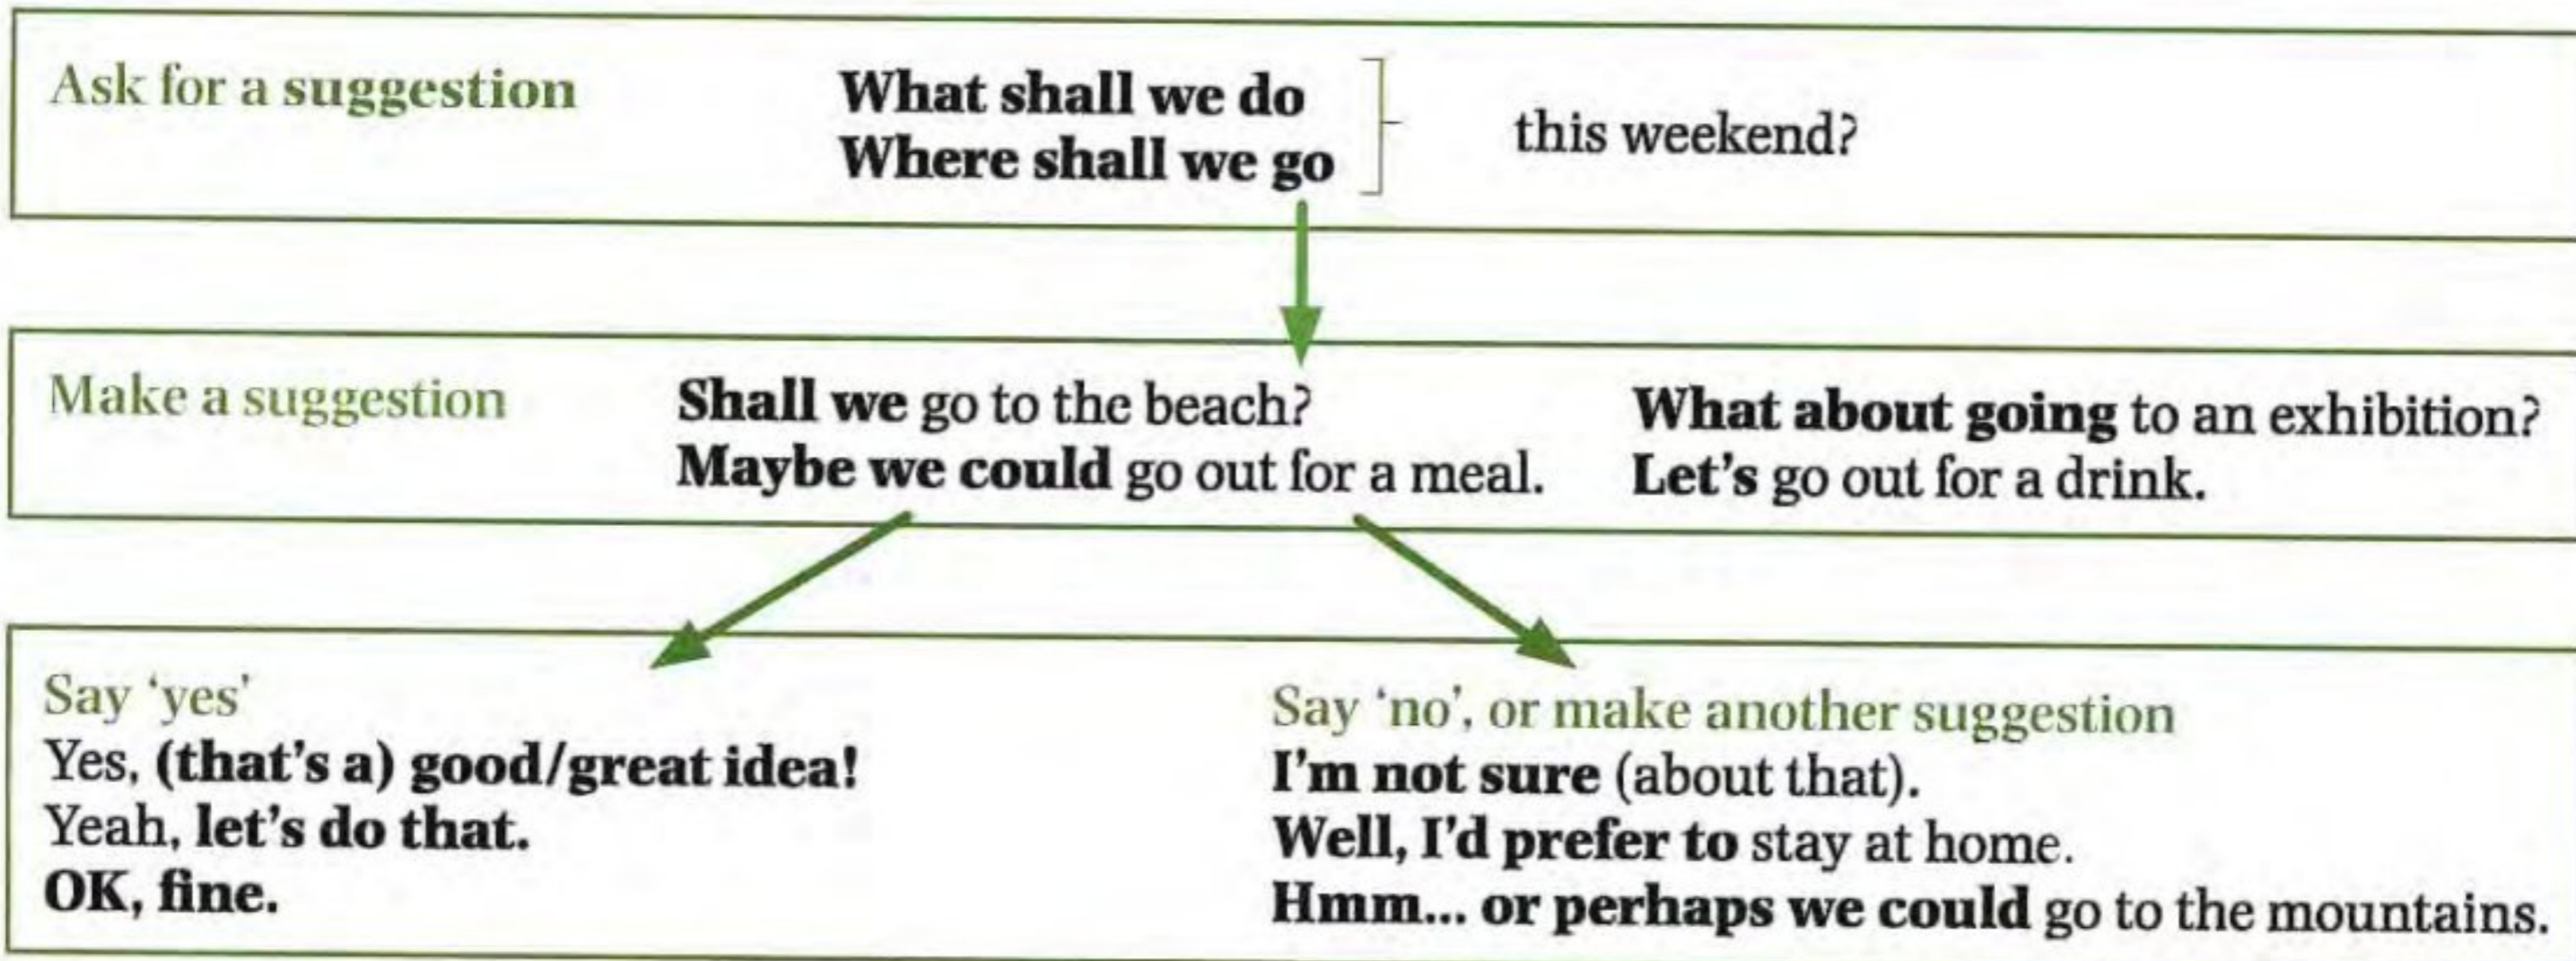 Ask for a suggestion
What shall we do
Where shall we go
this weekend?
Make a suggestion
Shall we go to the beach?
Maybe we could go out for a meal.
What about going to an exhibition?
Let's go out for a drink.
Say 'yes'
Yes, (that's a) good/great idea!
Yeah, let's do that.
OK, fine.
Say 'no', or make another suggestion
I'm not sure (about that).
Well, I'd prefer to stay at home.
Hmm... or perhaps we could go to the mountains.